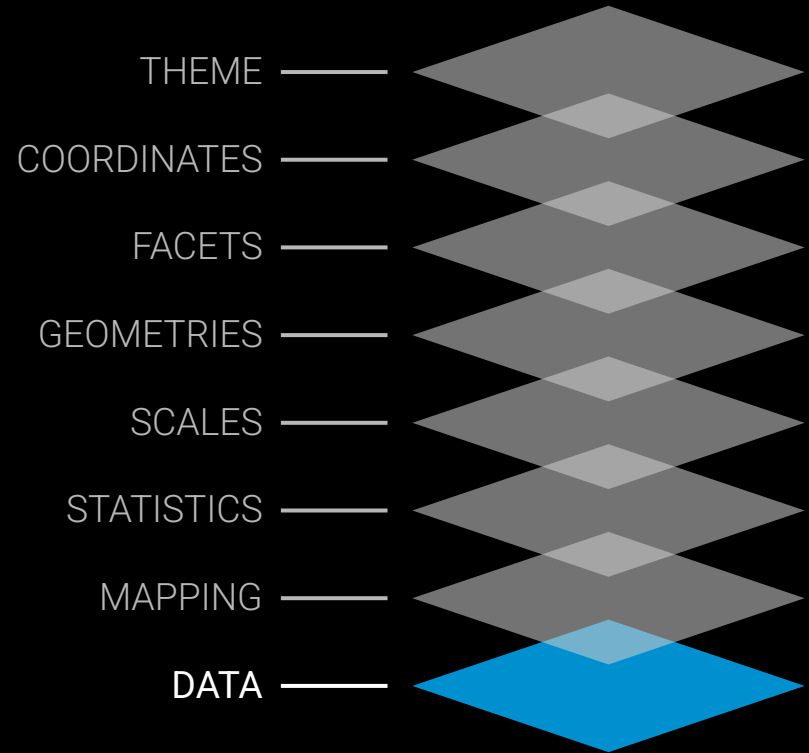 THEME
COORDINATES
FACETS
GEOMETRIES
SCALES
STATISTICS
MAPPING
DATA